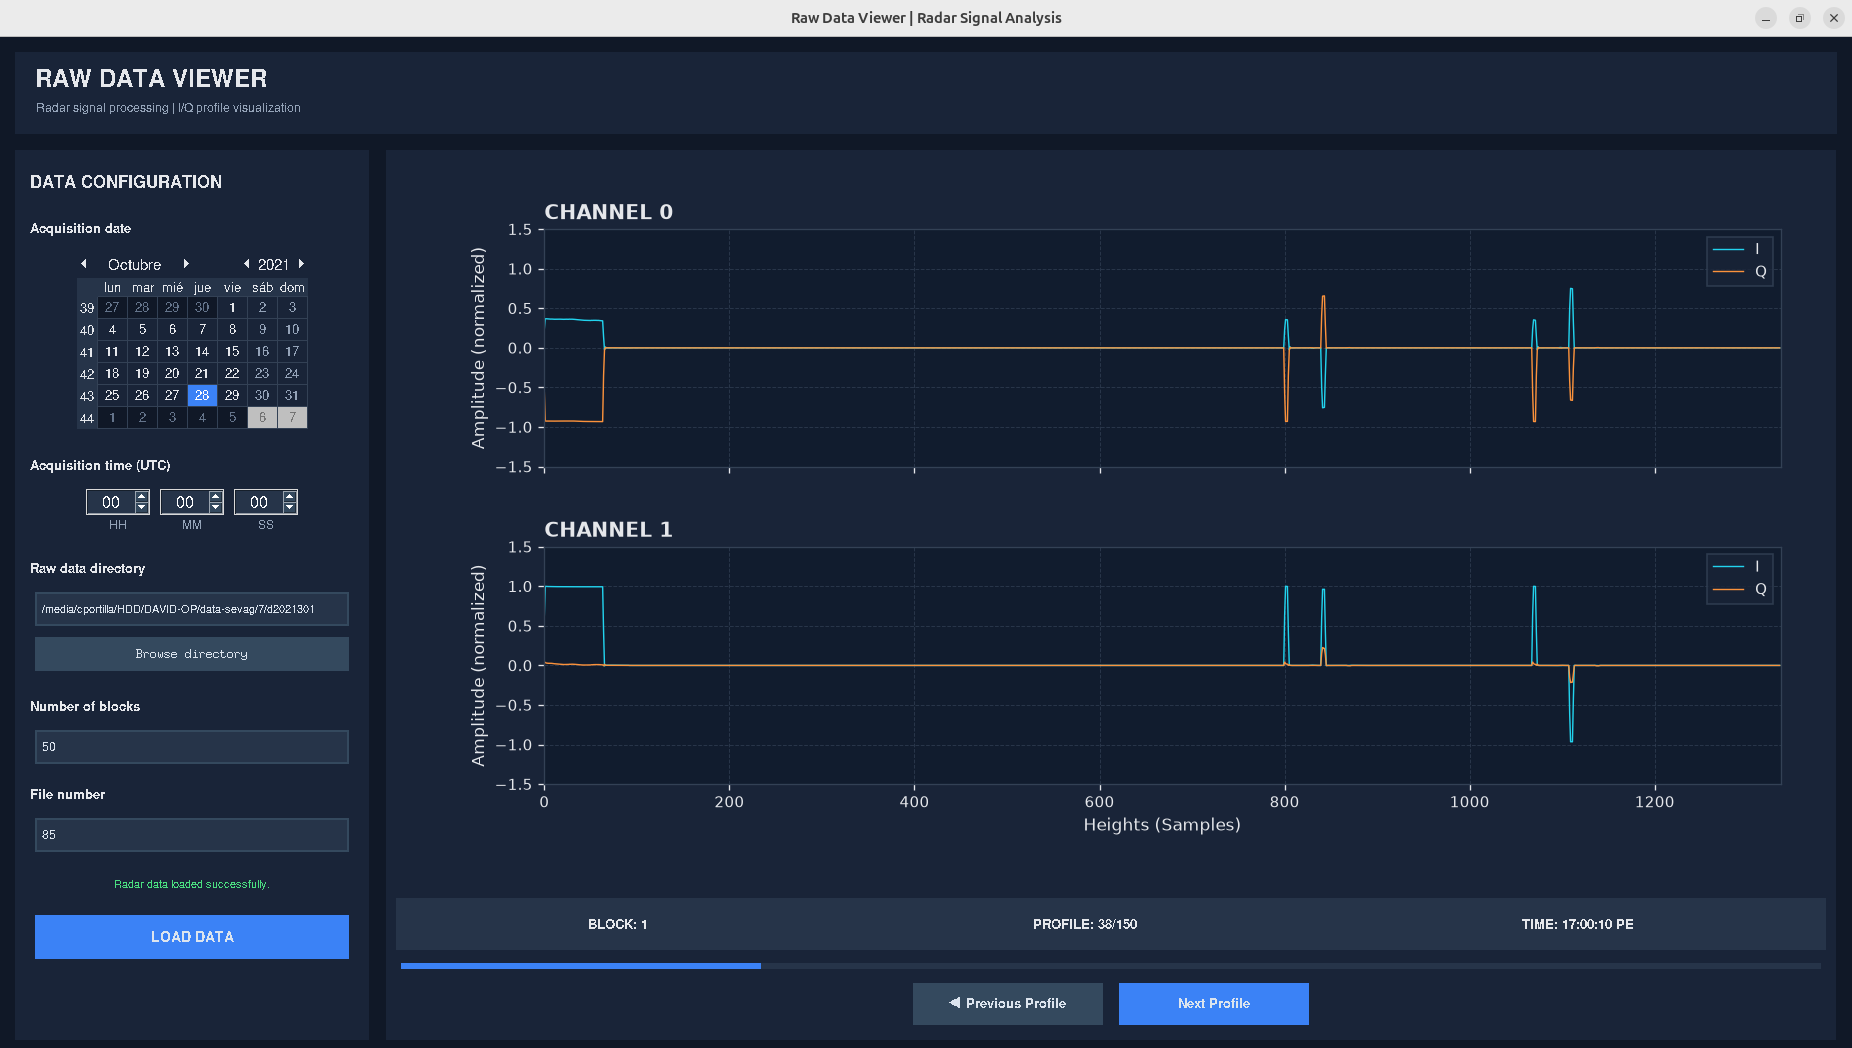 Raw Data Viewer | Radar Signal Analysis
RAW DATA VIEWER
Radar signal processing | I/Q profile visualization
DATA CONFIGURATION
Acquisition date
Octubre 2021
lun mar mié jue vie sáb dom
39 27 28 29 30 1 2 3
40 4 5 6 7 8 9 10
41 11 12 13 14 15 16 17
42 18 19 20 21 22 23 24
43 25 26 27 28 29 30 31
44 1 2 3 4 5 6 7
Acquisition time (UTC)
00 00 00
HH MM SS
Raw data directory
/media/cportilla/HDD/DAVID-OP/data-sevag/7/d2021301
Browse directory
Number of blocks
50
File number
85
Radar data loaded successfully.
LOAD DATA
CHANNEL 0
Amplitude (normalized)
1.5
1.0
0.5
0.0
−0.5
−1.0
−1.5
I
Q
CHANNEL 1
Amplitude (normalized)
1.5
1.0
0.5
0.0
−0.5
−1.0
−1.5
I
Q
0 200 400 600 800 1000 1200
Heights (Samples)
BLOCK: 1 PROFILE: 38/150 TIME: 17:00:10 PE
◀ Previous Profile Next Profile